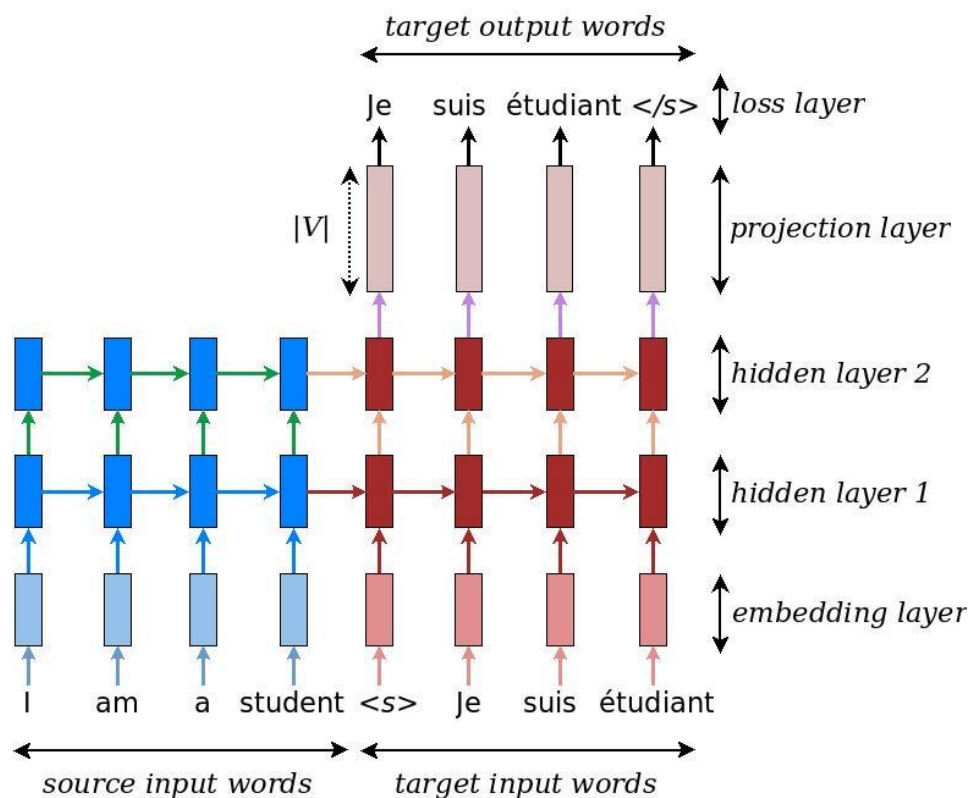 target output words
Je suis étudiant </s>
loss layer
|V|
projection layer
hidden layer 2
hidden layer 1
embedding layer
I am a student <s> Je suis étudiant
source input words
target input words